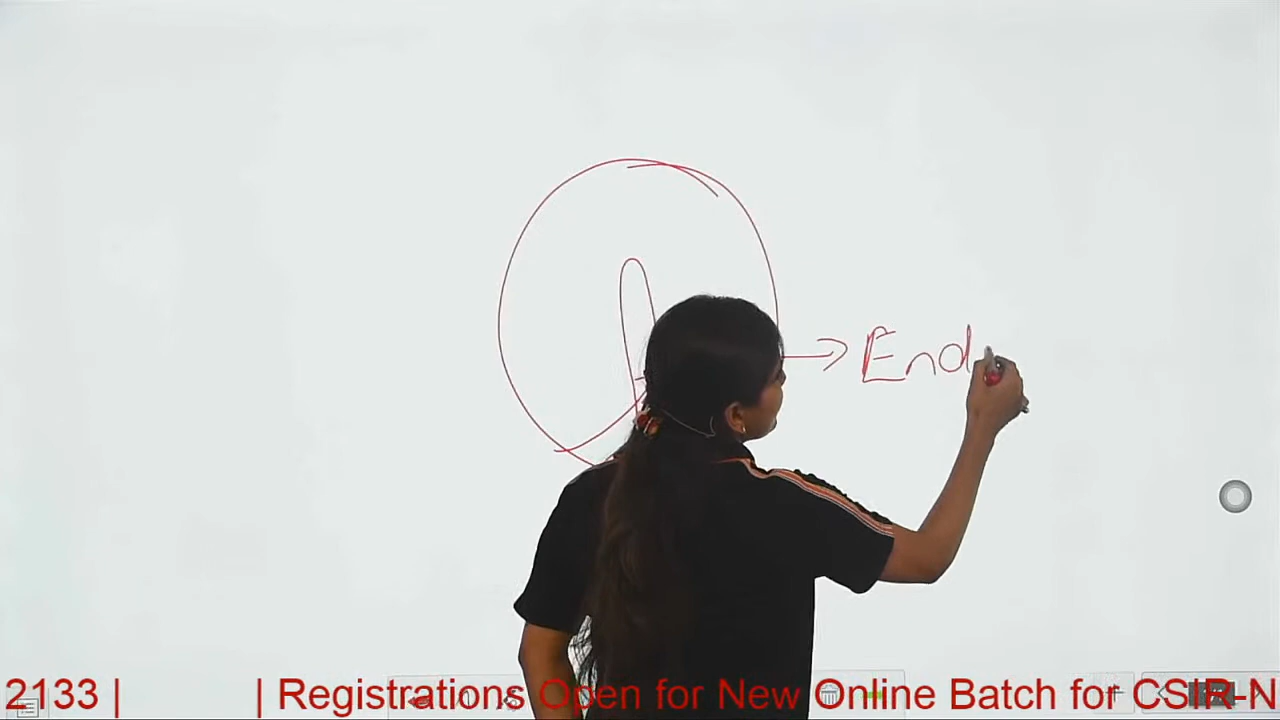 End
2133 | | Registrations Open for New Online Batch for CSIR-N